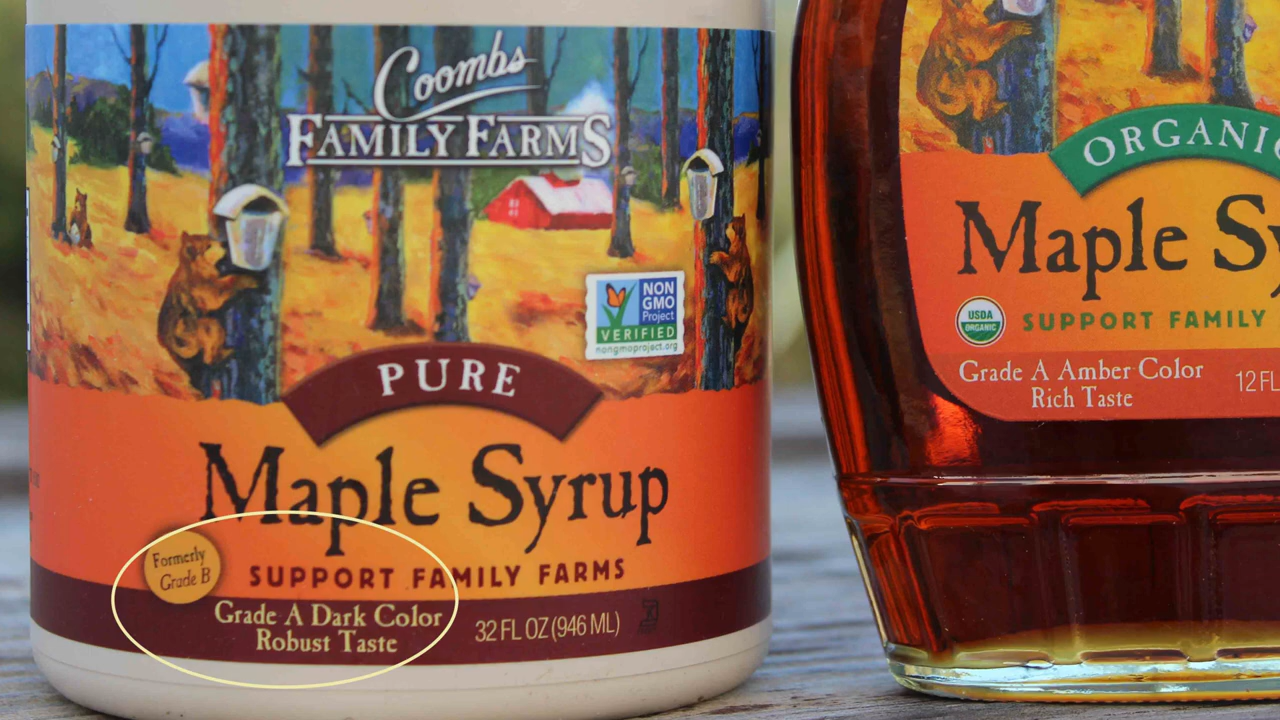 Coombs
FAMILY FARMS
NON
GMO
Project
VERIFIED
nongmoproject.org
PURE
Maple Syrup
Formerly
Grade B
SUPPORT FAMILY FARMS
Grade A Dark Color
Robust Taste
32 FL OZ (946 ML)
ORGANIC
Maple Sy
USDA
ORGANIC
SUPPORT FAMILY
Grade A Amber Color
Rich Taste
12 FL